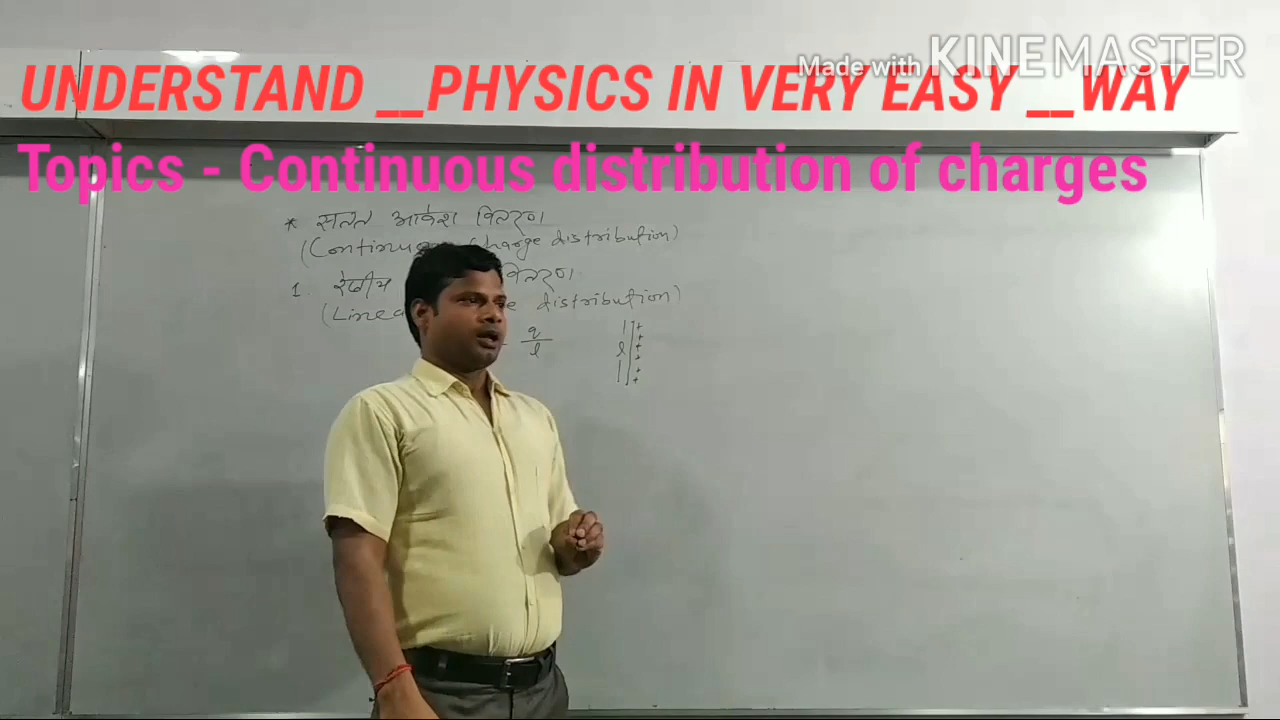 Made with KINEMASTER
UNDERSTAND __PHYSICS IN VERY EASY __WAY
Topics - Continuous distribution of charges
* सतत आवेश वितरण
(Continuous Charge distribution)
1. रेखीय वितरण
distribution)
q
l
l